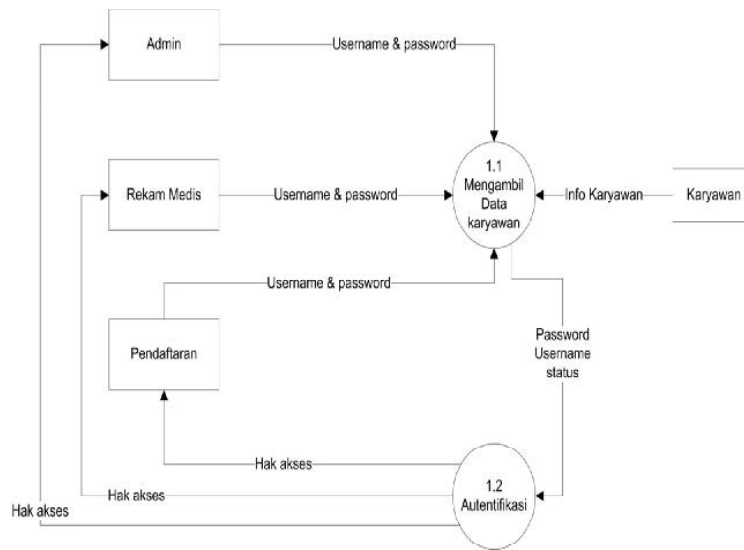 Admin
Username & password
1.1
Mengambil
Data
karyawan
Rekam Medis
Username & password
Info Karyawan
Karyawan
Username & password
Pendaftaran
Password
Username
status
Hak akses
1.2
Autentifikasi
Hak akses
Hak akses